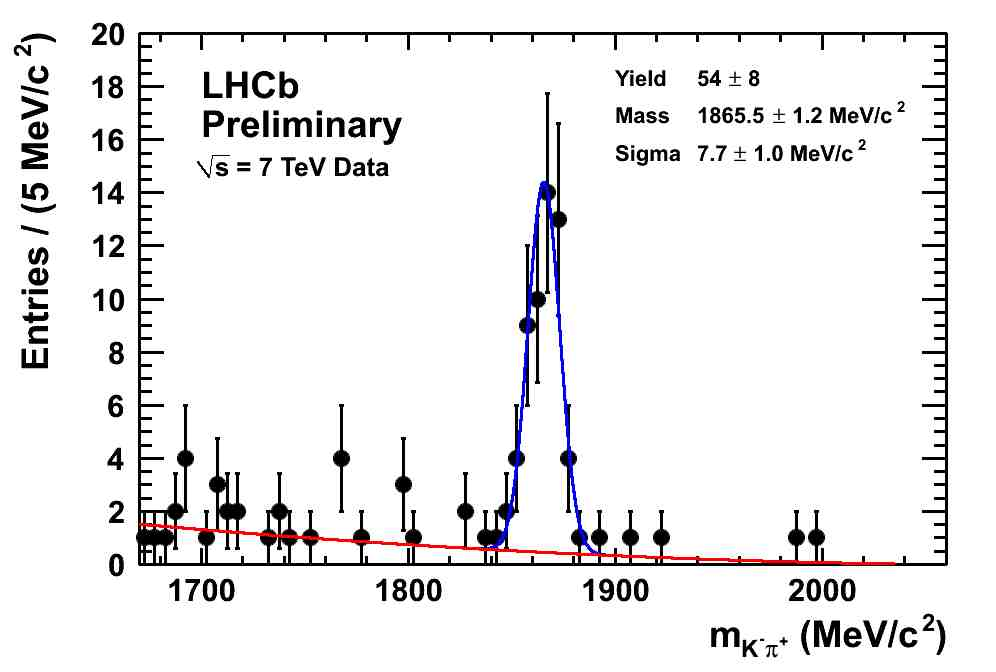 Entries / (5 MeV/c²)
20
18
16
14
12
10
8
6
4
2
0
LHCb
Preliminary
√s = 7 TeV Data
Yield 54 ± 8
Mass 1865.5 ± 1.2 MeV/c²
Sigma 7.7 ± 1.0 MeV/c²
1700 1800 1900 2000
m_K⁻π⁺ (MeV/c²)